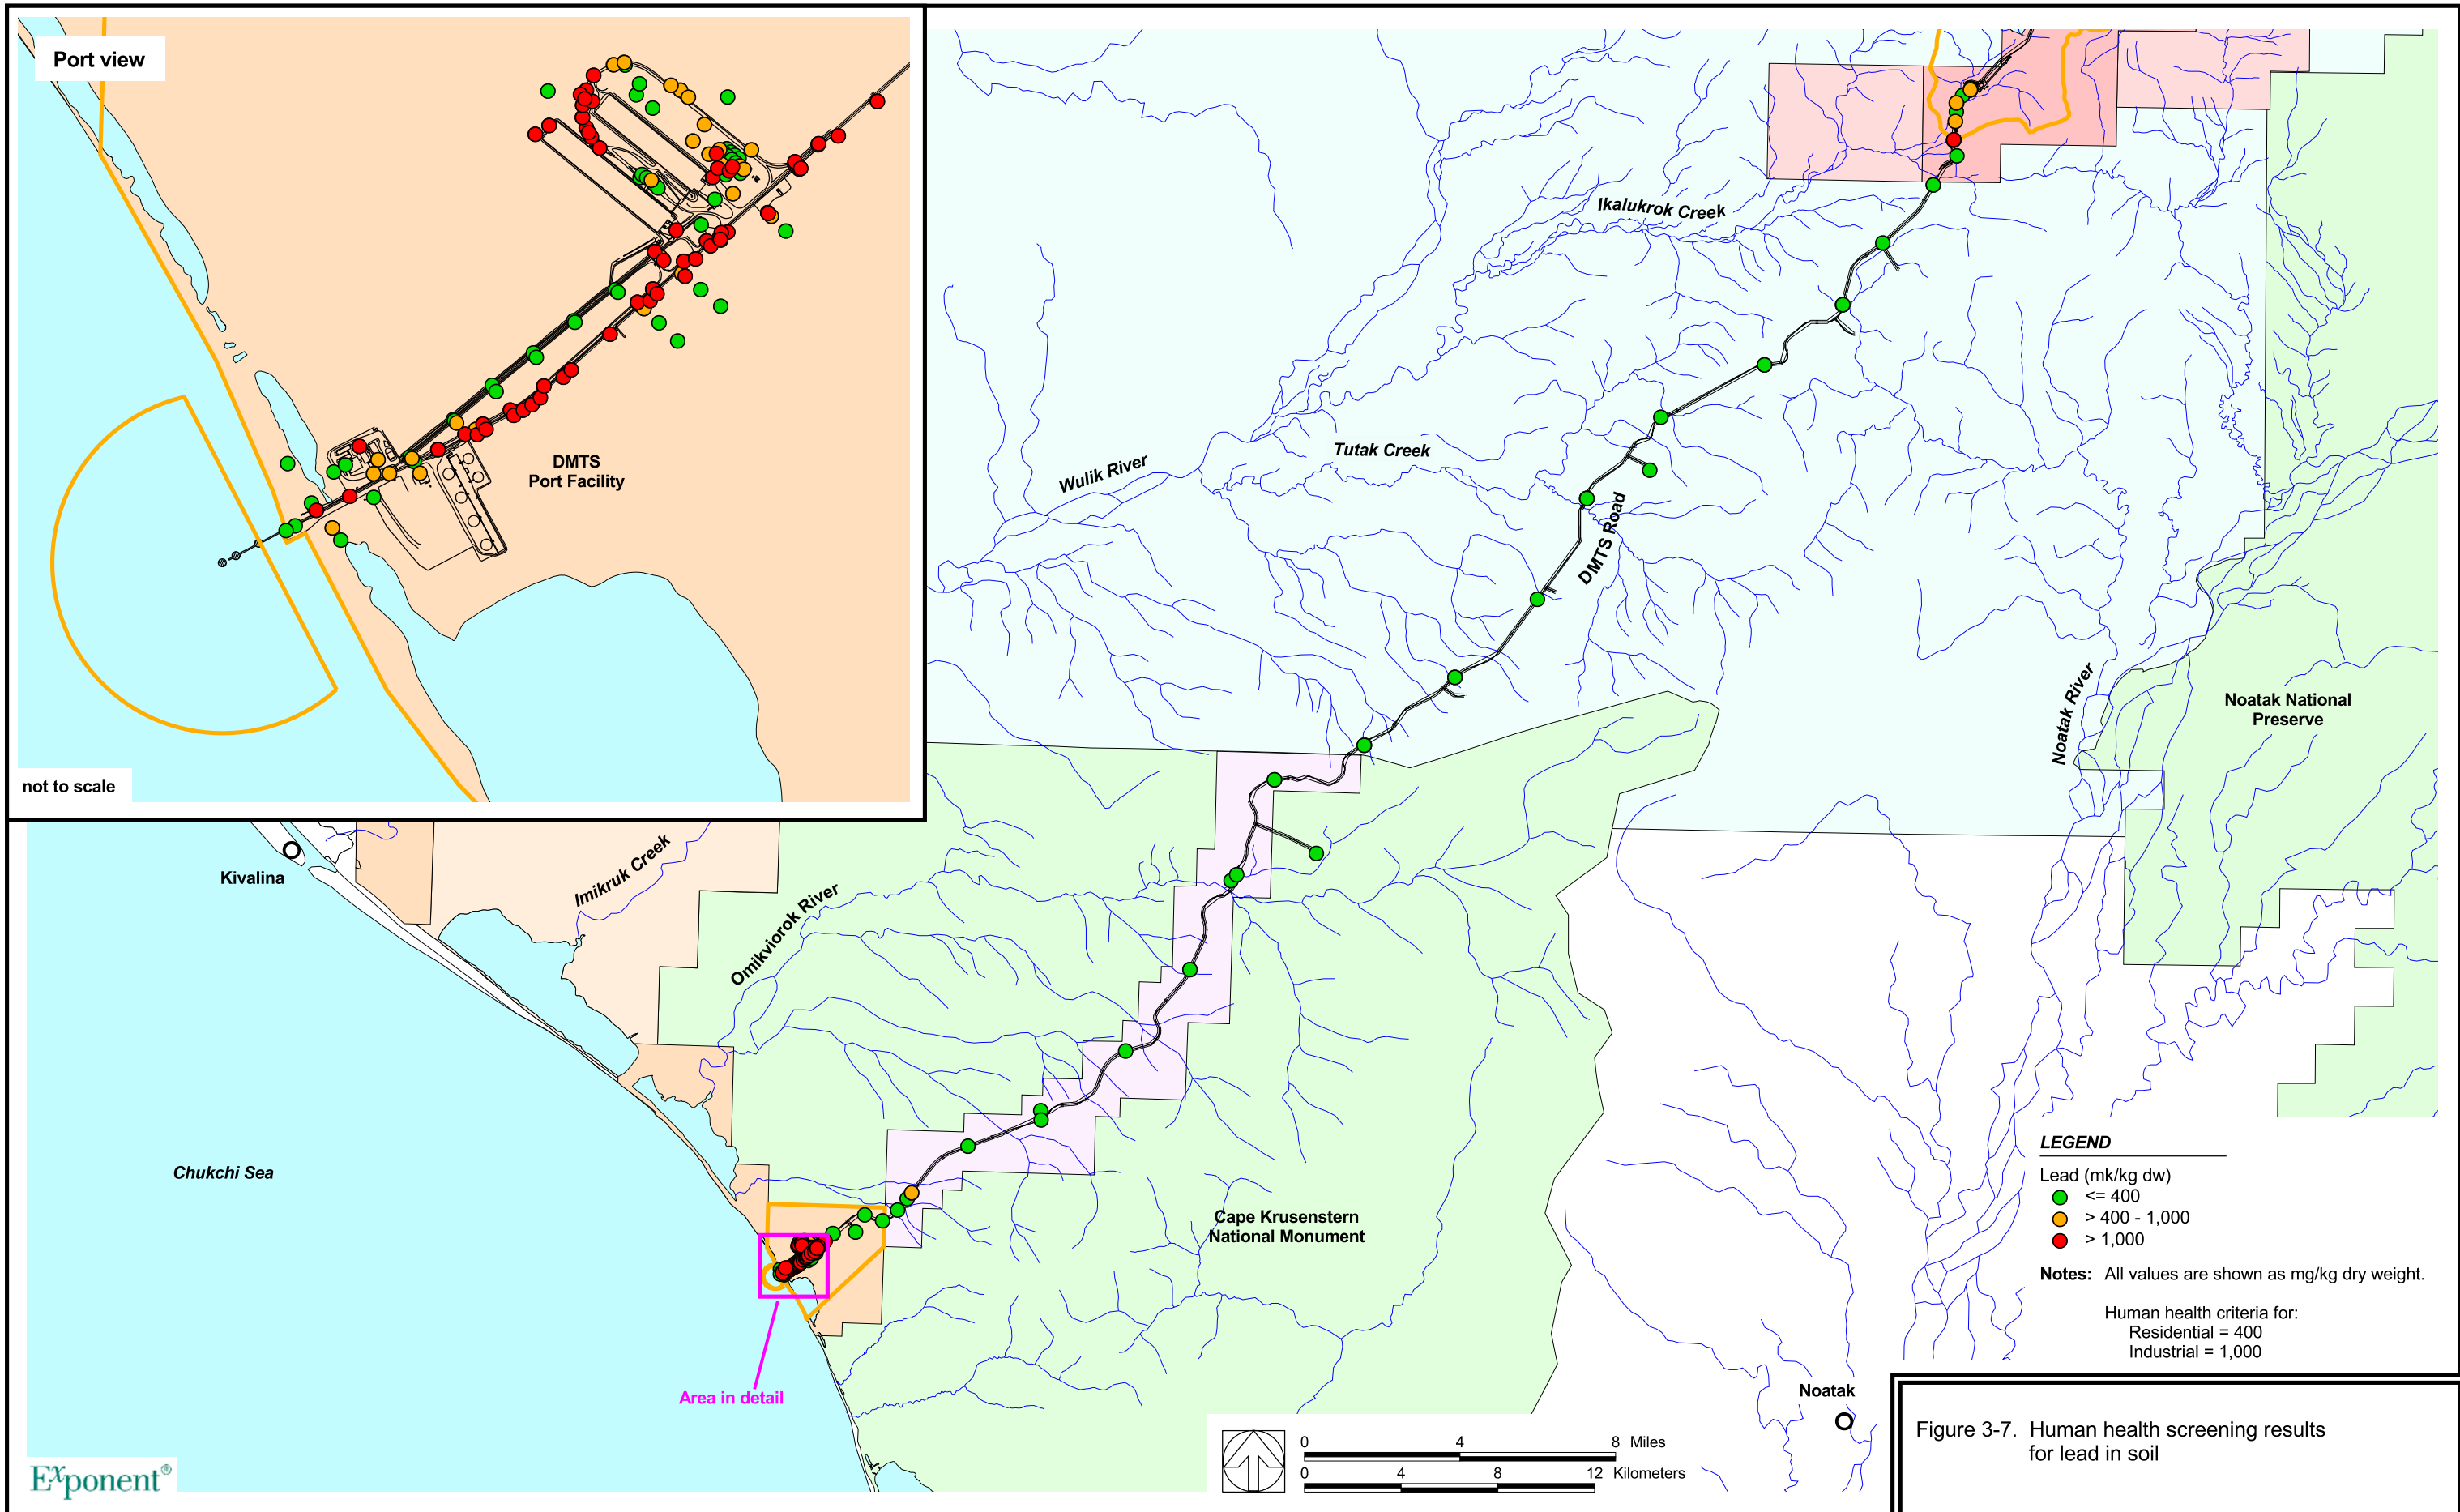 Port view
DMTS
Port Facility
not to scale
Ikalukrok Creek
Tutak Creek
Wulik River
DMTS Road
Noatak River
Noatak National
Preserve
Kivalina
Imikruk Creek
Omikviorok River
Chukchi Sea
Cape Krusenstern
National Monument
Area in detail
Noatak
LEGEND
Lead (mk/kg dw)
<= 400
> 400 - 1,000
> 1,000
Notes: All values are shown as mg/kg dry weight.
Human health criteria for:
Residential = 400
Industrial = 1,000
0 4 8 Miles
0 4 8 12 Kilometers
Exponent®
Figure 3-7. Human health screening results
for lead in soil